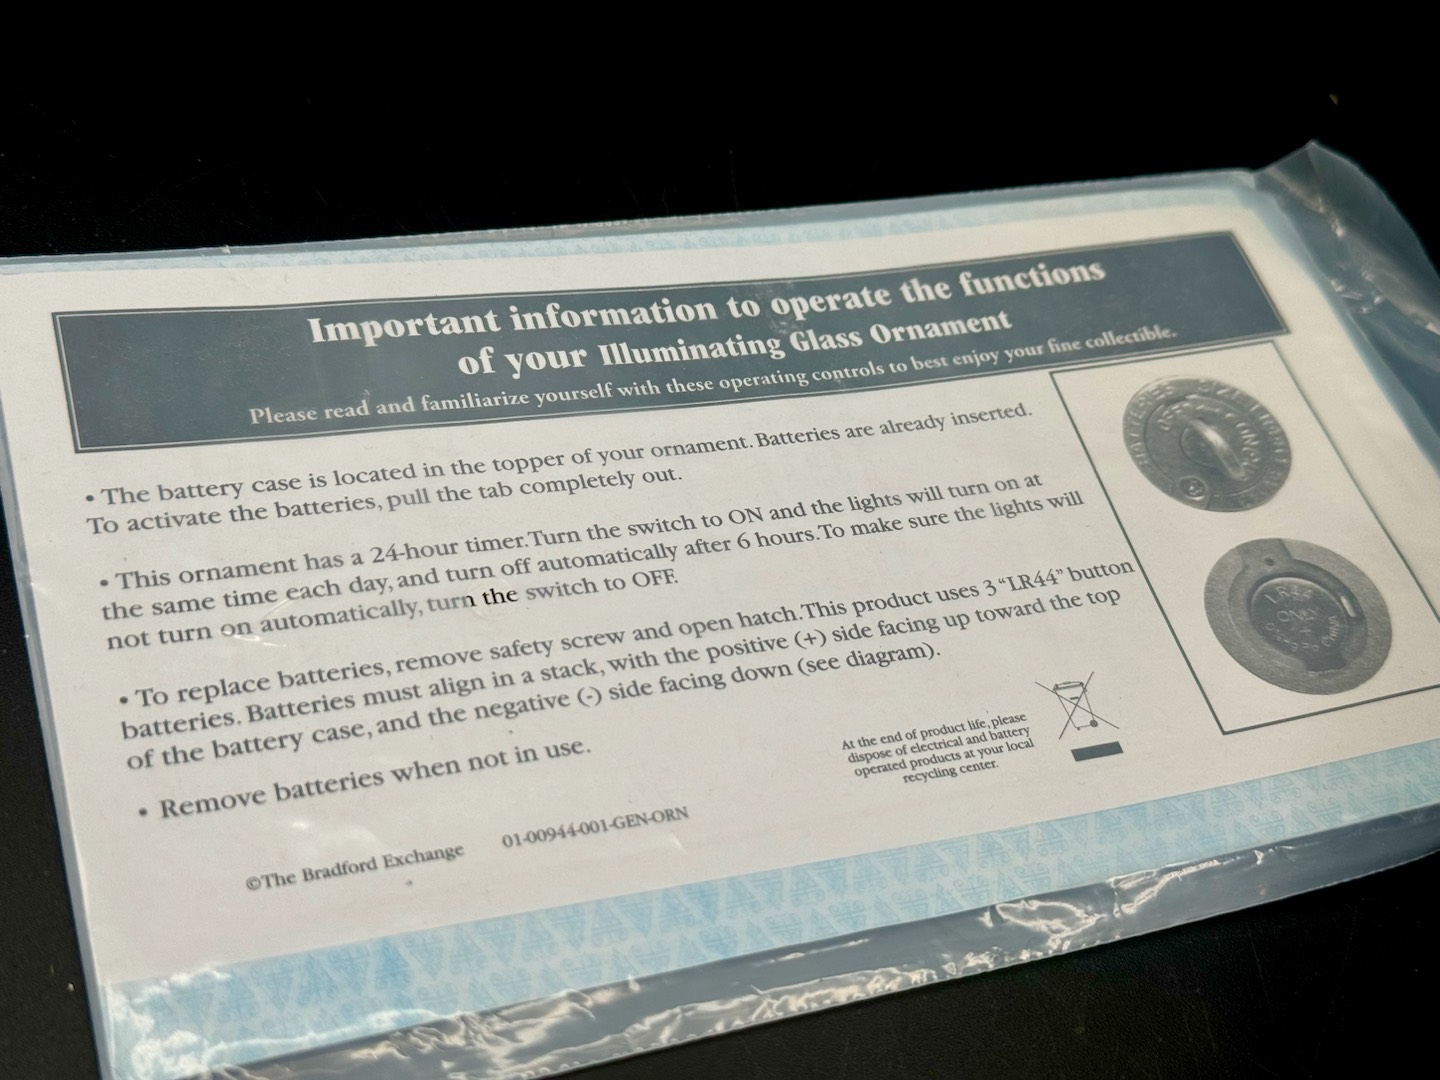 Important information to operate the functions
of your Illuminating Glass Ornament
Please read and familiarize yourself with these operating controls to best enjoy your fine collectible.
• The battery case is located in the topper of your ornament. Batteries are already inserted.
To activate the batteries, pull the tab completely out.
• This ornament has a 24-hour timer. Turn the switch to ON and the lights will turn on at
the same time each day, and turn off automatically after 6 hours. To make sure the lights will
not turn on automatically, turn the switch to OFF.
• To replace batteries, remove safety screw and open hatch. This product uses 3 "LR44" button
batteries. Batteries must align in a stack, with the positive (+) side facing up toward the top
of the battery case, and the negative (-) side facing down (see diagram).
• Remove batteries when not in use.
At the end of product life, please
dispose of electrical and battery
operated products at your local
recycling center.
©The Bradford Exchange 01-00944-001-GEN-ORN
LR44
ONLY
+